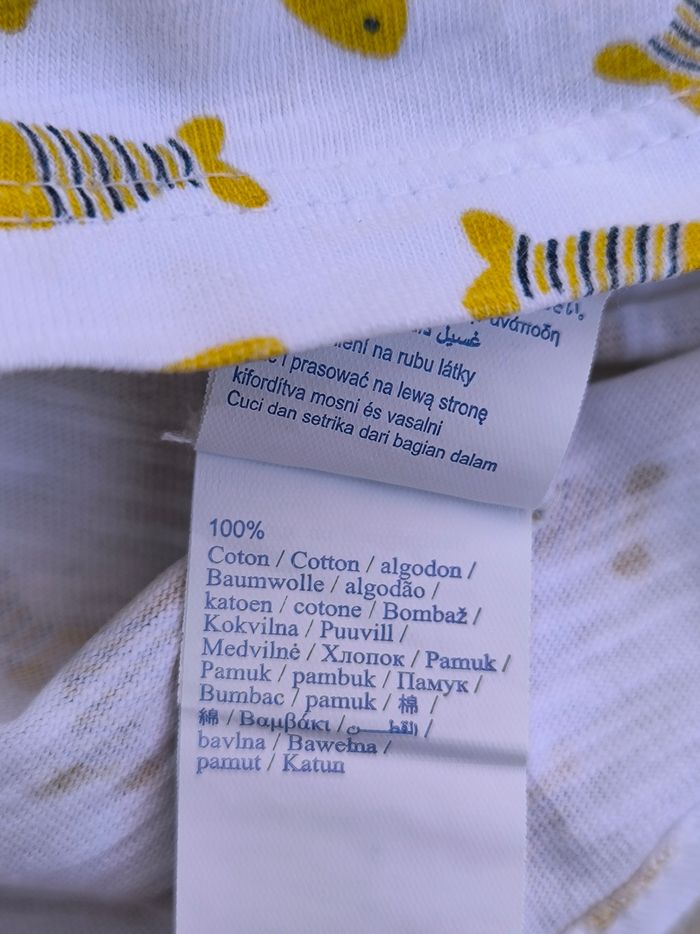 ανάποδη
غسيل
na rubu látky
i prasować na lewą stronę
kifordítva mosni és vasalni
Cuci dan setrika dari bagian dalam
100%
Coton / Cotton / algodon /
Baumwolle / algodão /
katoen / cotone / Bombaž /
Kokvilna / Puuvill /
Medvilnė / Хлопок / Pamuk /
Pamuk / pambuk / Памук /
Bumbac / pamuk / 棉 /
綿 / Βαμβάκι / القطن /
bavlna / Bawełna /
pamut / Katun